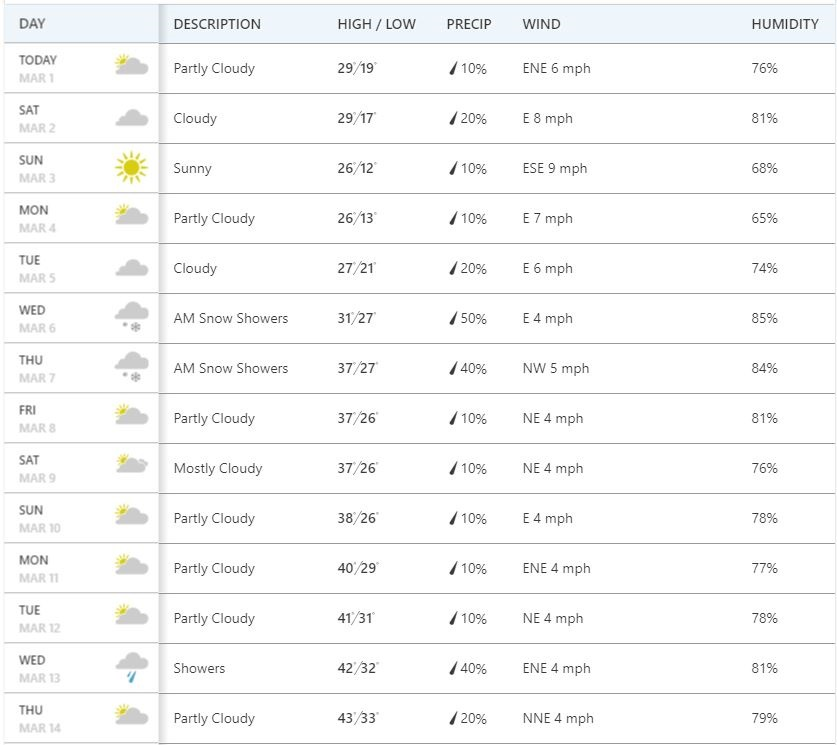 DAY DESCRIPTION HIGH / LOW PRECIP WIND HUMIDITY
TODAY
MAR 1
Partly Cloudy 29°/19° 10% ENE 6 mph 76%
SAT
MAR 2
Cloudy 29°/17° 20% E 8 mph 81%
SUN
MAR 3
Sunny 26°/12° 10% ESE 9 mph 68%
MON
MAR 4
Partly Cloudy 26°/13° 10% E 7 mph 65%
TUE
MAR 5
Cloudy 27°/21° 20% E 6 mph 74%
WED
MAR 6
AM Snow Showers 31°/27° 50% E 4 mph 85%
THU
MAR 7
AM Snow Showers 37°/27° 40% NW 5 mph 84%
FRI
MAR 8
Partly Cloudy 37°/26° 10% NE 4 mph 81%
SAT
MAR 9
Mostly Cloudy 37°/26° 10% NE 4 mph 76%
SUN
MAR 10
Partly Cloudy 38°/26° 10% E 4 mph 78%
MON
MAR 11
Partly Cloudy 40°/29° 10% ENE 4 mph 77%
TUE
MAR 12
Partly Cloudy 41°/31° 10% NE 4 mph 78%
WED
MAR 13
Showers 42°/32° 40% ENE 4 mph 81%
THU
MAR 14
Partly Cloudy 43°/33° 20% NNE 4 mph 79%